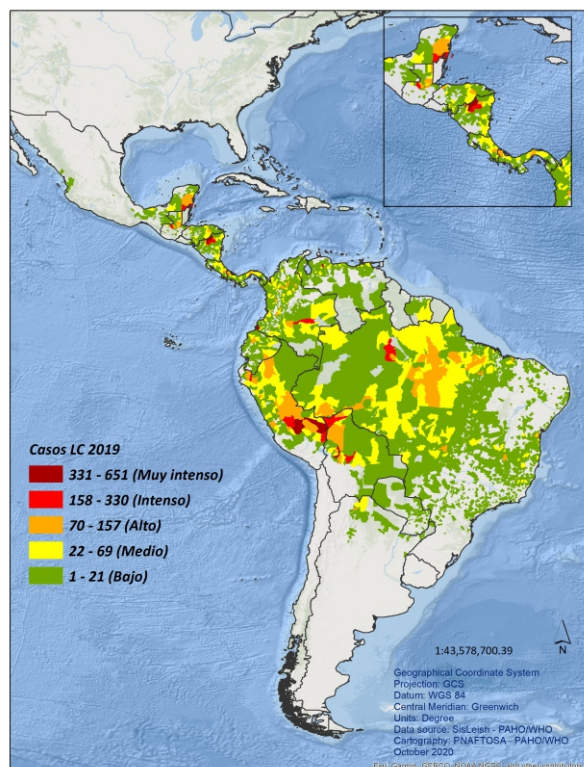 Casos LC 2019
331 - 651 (Muy intenso)
158 - 330 (Intenso)
70 - 157 (Alto)
22 - 69 (Medio)
1 - 21 (Bajo)
1:43,578,700.39
N
Geographical Coordinate System
Projection: GCS
Datum: WGS 84
Central Meridian: Greenwich
Units: Degree
Data source: SisLeish - PAHO/WHO
Cartography: PNAFTOSA - PAHO/WHO
October 2020